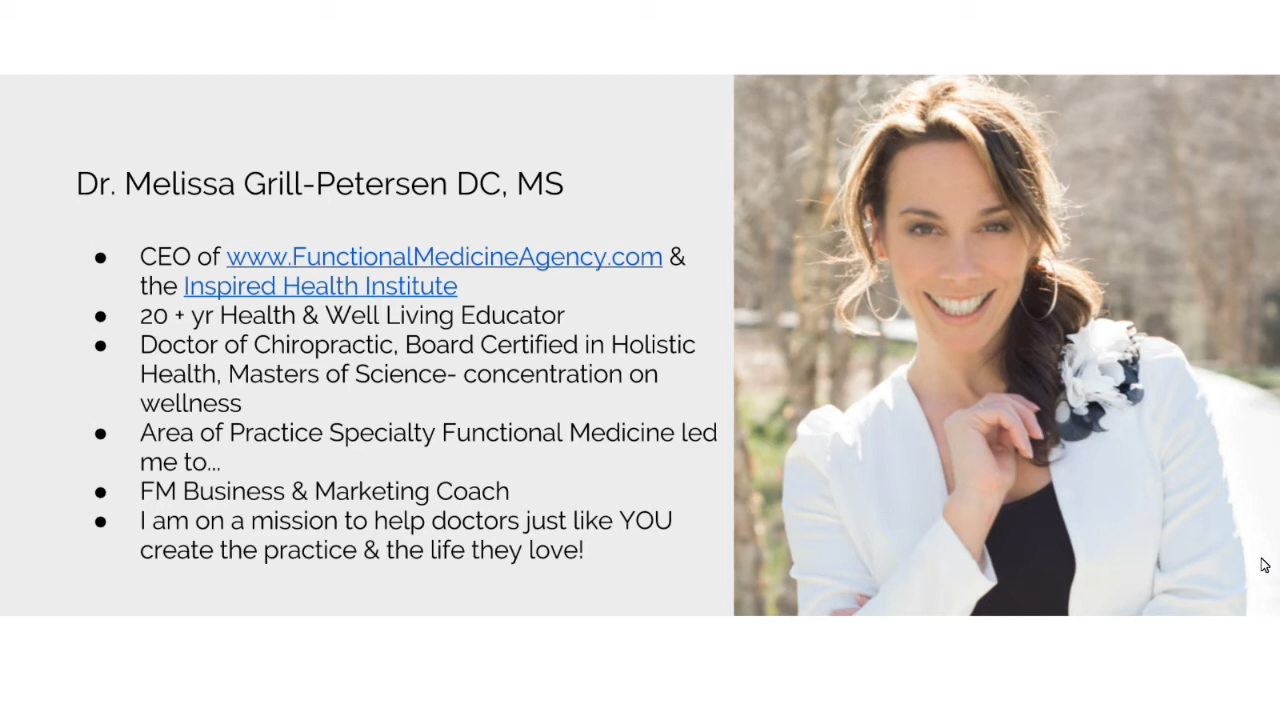 Dr. Melissa Grill-Petersen DC, MS
● CEO of www.FunctionalMedicineAgency.com &
the Inspired Health Institute
● 20 + yr Health & Well Living Educator
● Doctor of Chiropractic, Board Certified in Holistic
Health, Masters of Science- concentration on
wellness
● Area of Practice Specialty Functional Medicine led
me to...
● FM Business & Marketing Coach
● I am on a mission to help doctors just like YOU
create the practice & the life they love!